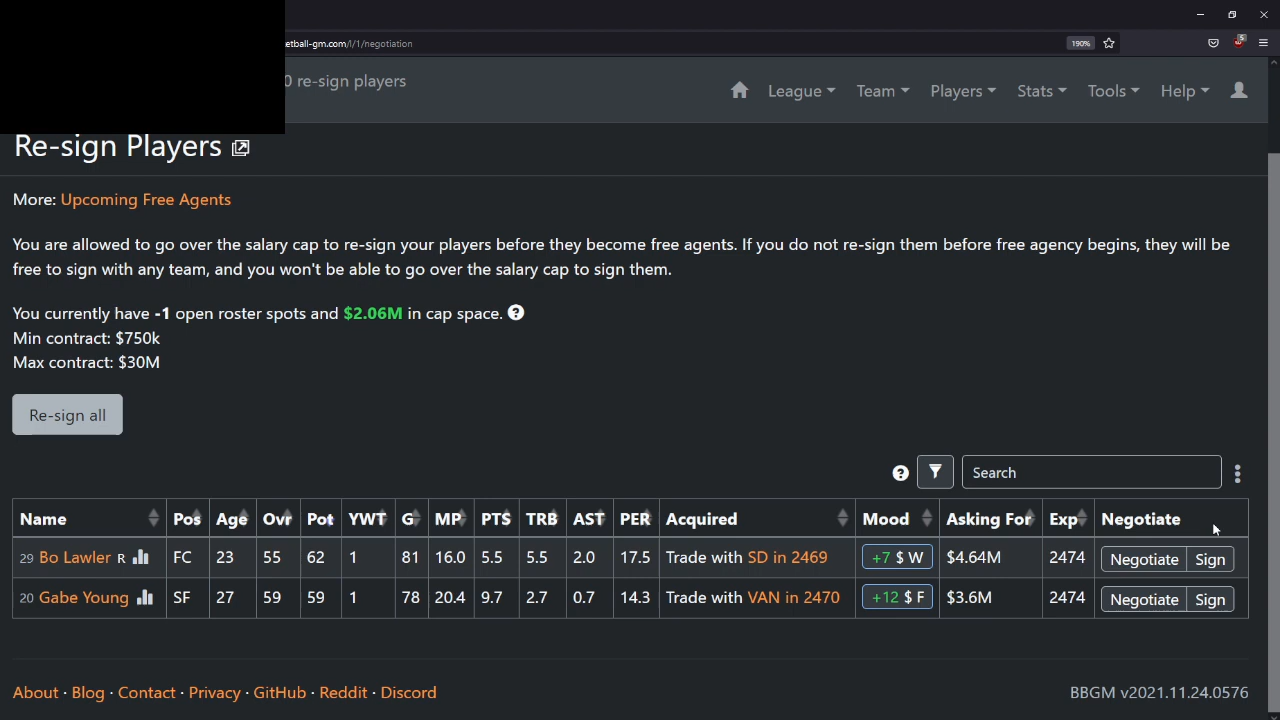 etball-gm.com/l/1/negotiation
190%
0 re-sign players
League Team Players Stats Tools Help
Re-sign Players
More: Upcoming Free Agents
You are allowed to go over the salary cap to re-sign your players before they become free agents. If you do not re-sign them before free agency begins, they will be
free to sign with any team, and you won't be able to go over the salary cap to sign them.
You currently have -1 open roster spots and $2.06M in cap space.
Min contract: $750k
Max contract: $30M
Re-sign all
Search
Name Pos Age Ovr Pot YWT G MP PTS TRB AST PER Acquired Mood Asking For Exp Negotiate
29 Bo Lawler R FC 23 55 62 1 81 16.0 5.5 5.5 2.0 17.5 Trade with SD in 2469 +7 $ W $4.64M 2474 Negotiate Sign
20 Gabe Young SF 27 59 59 1 78 20.4 9.7 2.7 0.7 14.3 Trade with VAN in 2470 +12 $ F $3.6M 2474 Negotiate Sign
About · Blog · Contact · Privacy · GitHub · Reddit · Discord
BBGM v2021.11.24.0576